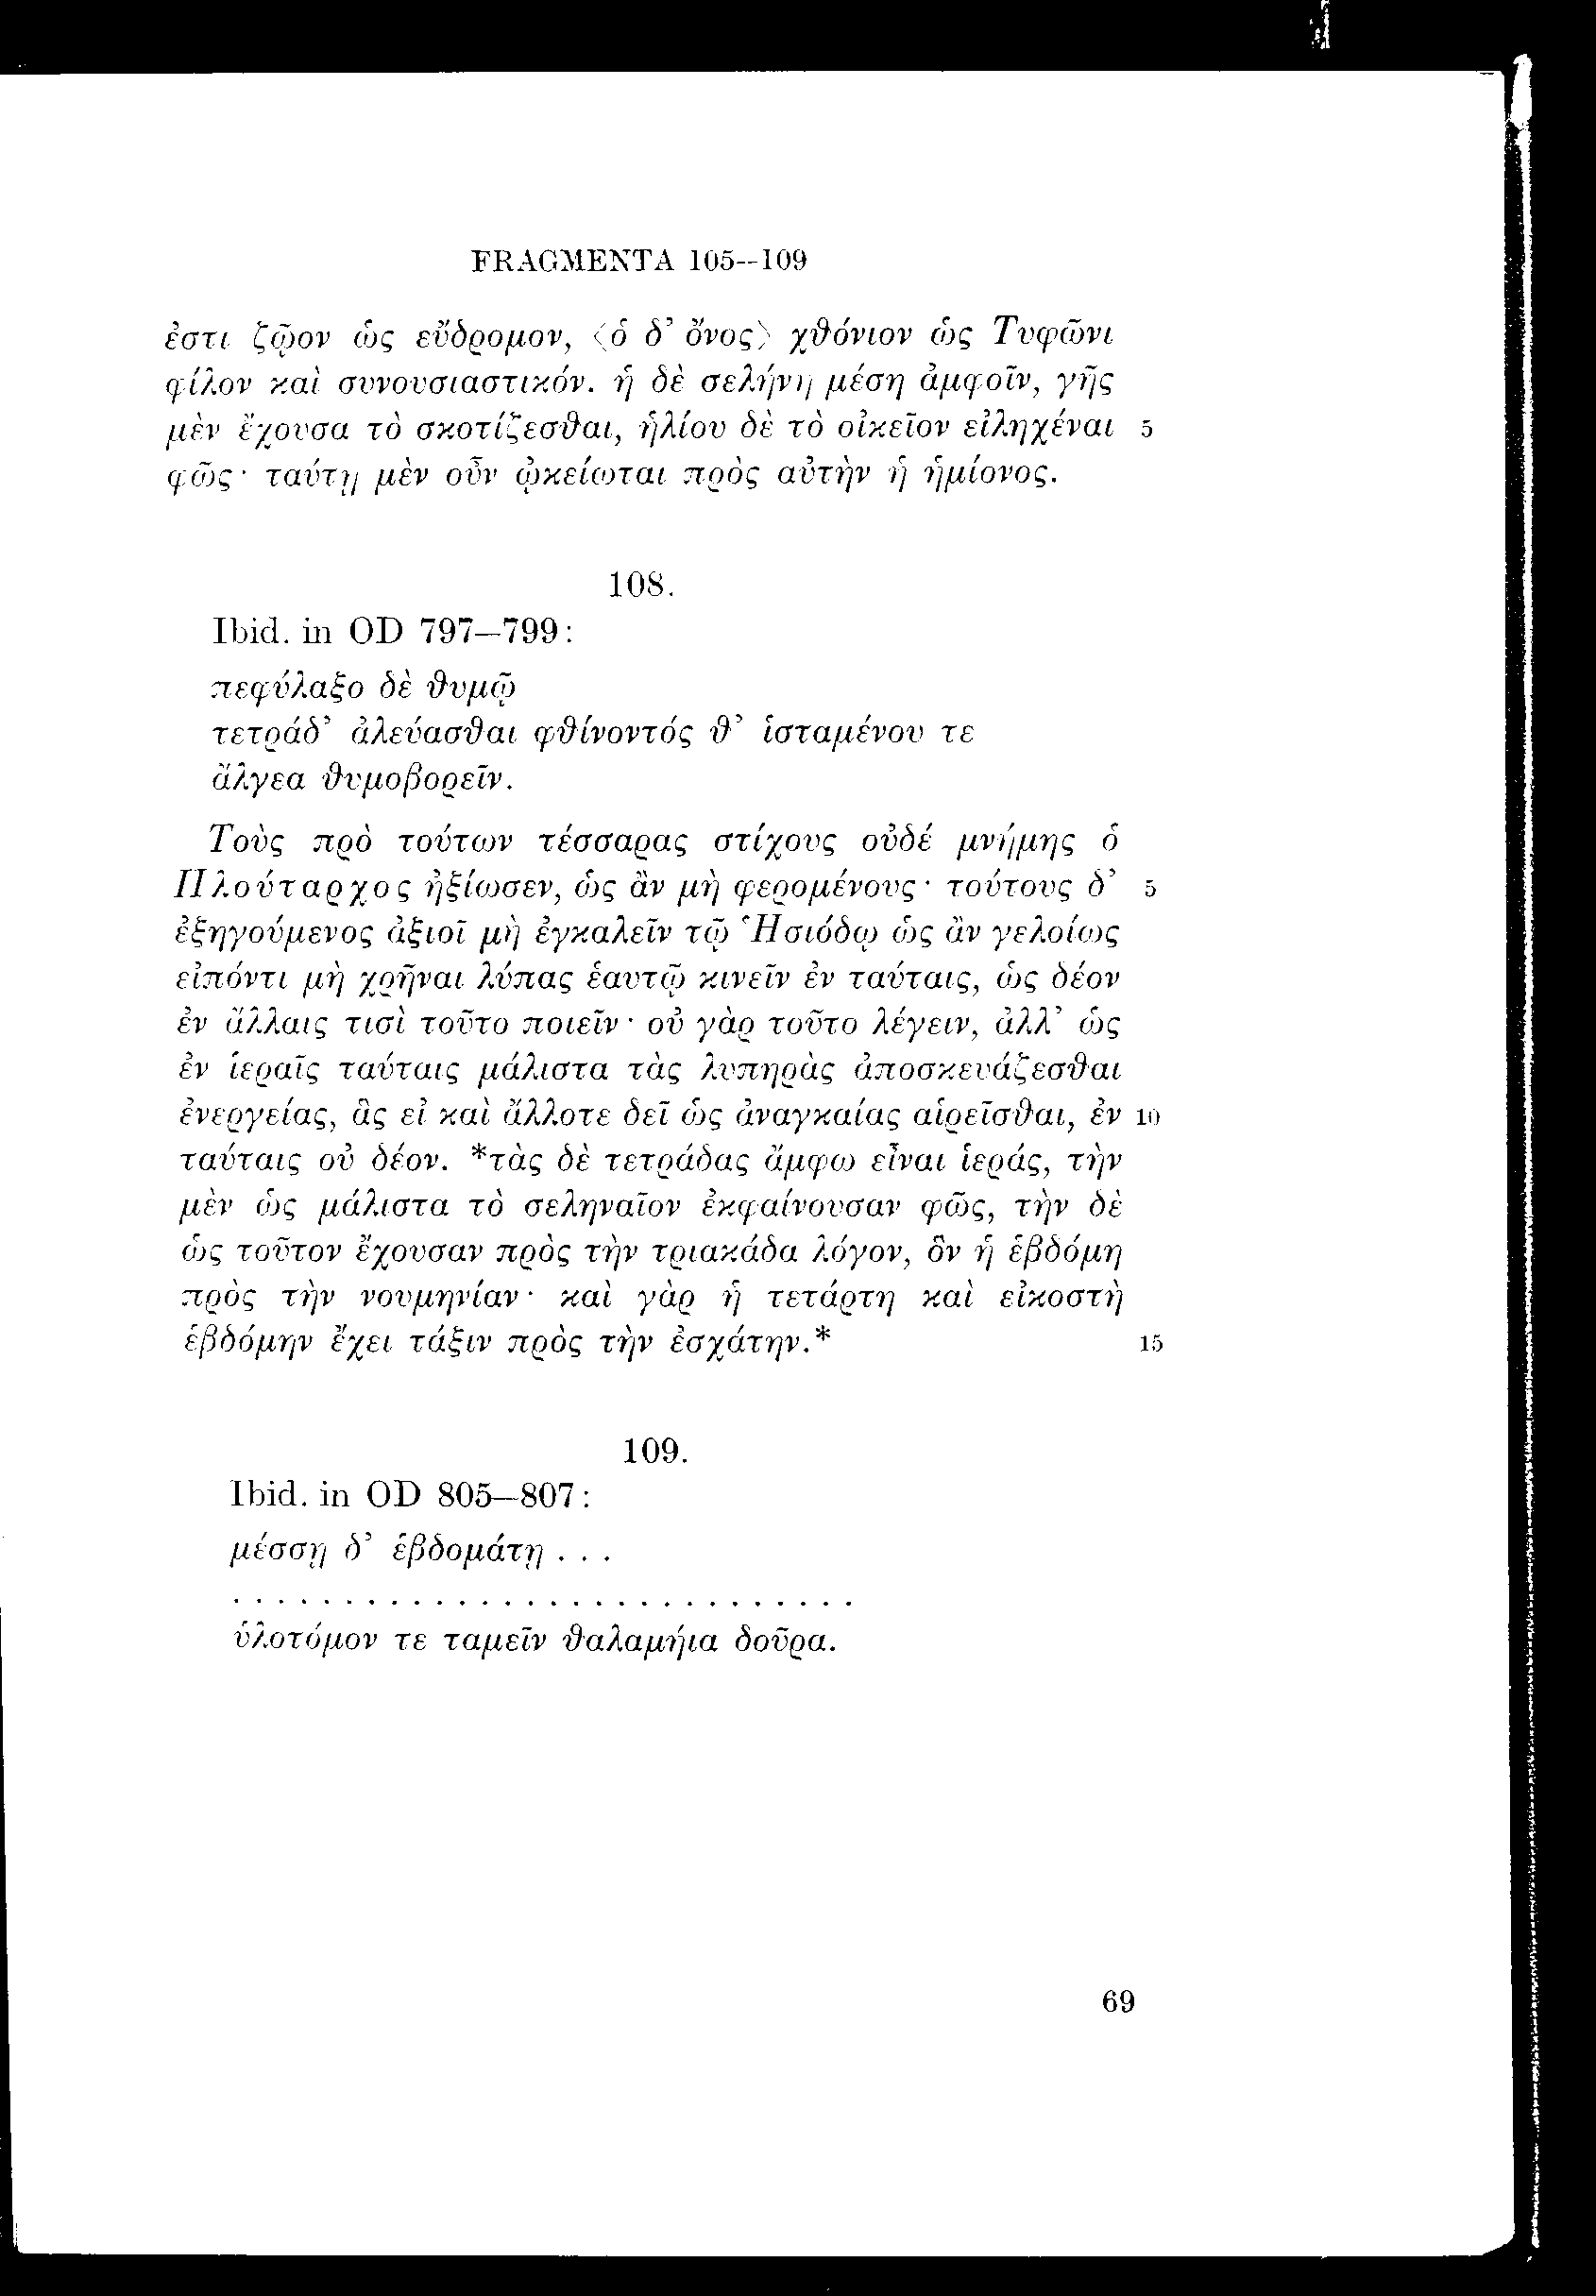 FRAGMENTA 105—109
ἐστι ζῷον ὡς εὔδρομον, ⟨ὁ δ’ ὄνος⟩ χθόνιον ὡς Τυφῶνι
φίλον καὶ συνουσιαστικόν. ἡ δὲ σελήνη μέση ἀμφοῖν, γῆς
μὲν ἔχουσα τὸ σκοτίζεσθαι, ἡλίου δὲ τὸ οἰκεῖον εἰληχέναι 5
φῶς· ταύτῃ μὲν οὖν ᾠκείωται πρὸς αὐτὴν ἡ ἡμίονος.
108.
Ibid. in OD 797—799:
πεφύλαξο δὲ θυμῷ
τετράδ’ ἀλεύασθαι φθίνοντός θ’ ἱσταμένου τε
ἄλγεα θυμοβορεῖν.
Τοὺς πρὸ τούτων τέσσαρας στίχους οὐδέ μνήμης ὁ
Πλούταρχος ἠξίωσεν, ὡς ἂν μὴ φερομένους· τούτους δ’ 5
ἐξηγούμενος ἀξιοῖ μὴ ἐγκαλεῖν τῷ Ἡσιόδῳ ὡς ἂν γελοίως
εἰπόντι μὴ χρῆναι λύπας ἑαυτῷ κινεῖν ἐν ταύταις, ὡς δέον
ἐν ἄλλαις τισὶ τοῦτο ποιεῖν· οὐ γὰρ τοῦτο λέγειν, ἀλλ’ ὡς
ἐν ἱεραῖς ταύταις μάλιστα τὰς λυπηρὰς ἀποσκευάζεσθαι
ἐνεργείας, ἃς εἰ καὶ ἄλλοτε δεῖ ὡς ἀναγκαίας αἱρεῖσθαι, ἐν 10
ταύταις οὐ δέον. *τὰς δὲ τετράδας ἄμφω εἶναι ἱεράς, τὴν
μὲν ὡς μάλιστα τὸ σεληναῖον ἐκφαίνουσαν φῶς, τὴν δὲ
ὡς τοῦτον ἔχουσαν πρὸς τὴν τριακάδα λόγον, ὃν ἡ ἑβδόμη
πρὸς τὴν νουμηνίαν· καὶ γὰρ ἡ τετάρτη καὶ εἰκοστὴ
ἑβδόμην ἔχει τάξιν πρὸς τὴν ἐσχάτην.* 15
109.
Ibid. in OD 805—807:
μέσσῃ δ’ ἑβδομάτῃ . . .
. . . . . . . . . . . . . . . . . . . . . . . . . . . .
ὑλοτόμον τε ταμεῖν θαλαμήια δοῦρα.
69